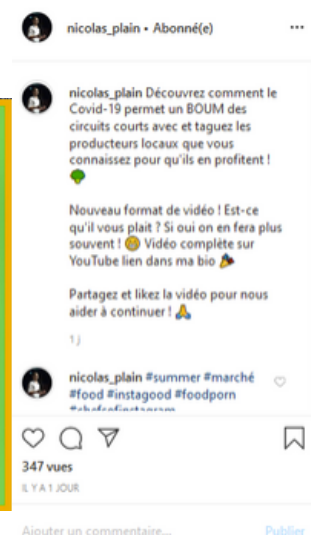 nicolas_plain • Abonné(e)
nicolas_plain Découvrez comment le
Covid-19 permet un BOUM des
circuits courts avec et taguez les
producteurs locaux que vous
connaissez pour qu'ils en profitent !
Nouveau format de vidéo ! Est-ce
qu'il vous plait ? Si oui on en fera plus
souvent ! Vidéo complète sur
YouTube lien dans ma bio
Partagez et likez la vidéo pour nous
aider à continuer !
1 j
nicolas_plain #summer #marché
#food #instagood #foodporn
#chefsofinstagram
347 vues
IL Y A 1 JOUR
Ajouter un commentaire... Publier